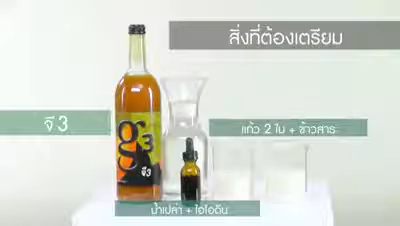 สิ่งที่ต้องเตรียม
จี 3
g3
จี3
แก้ว 2 ใบ + ข้าวสาร
น้ำเปล่า + ไอโอดีน